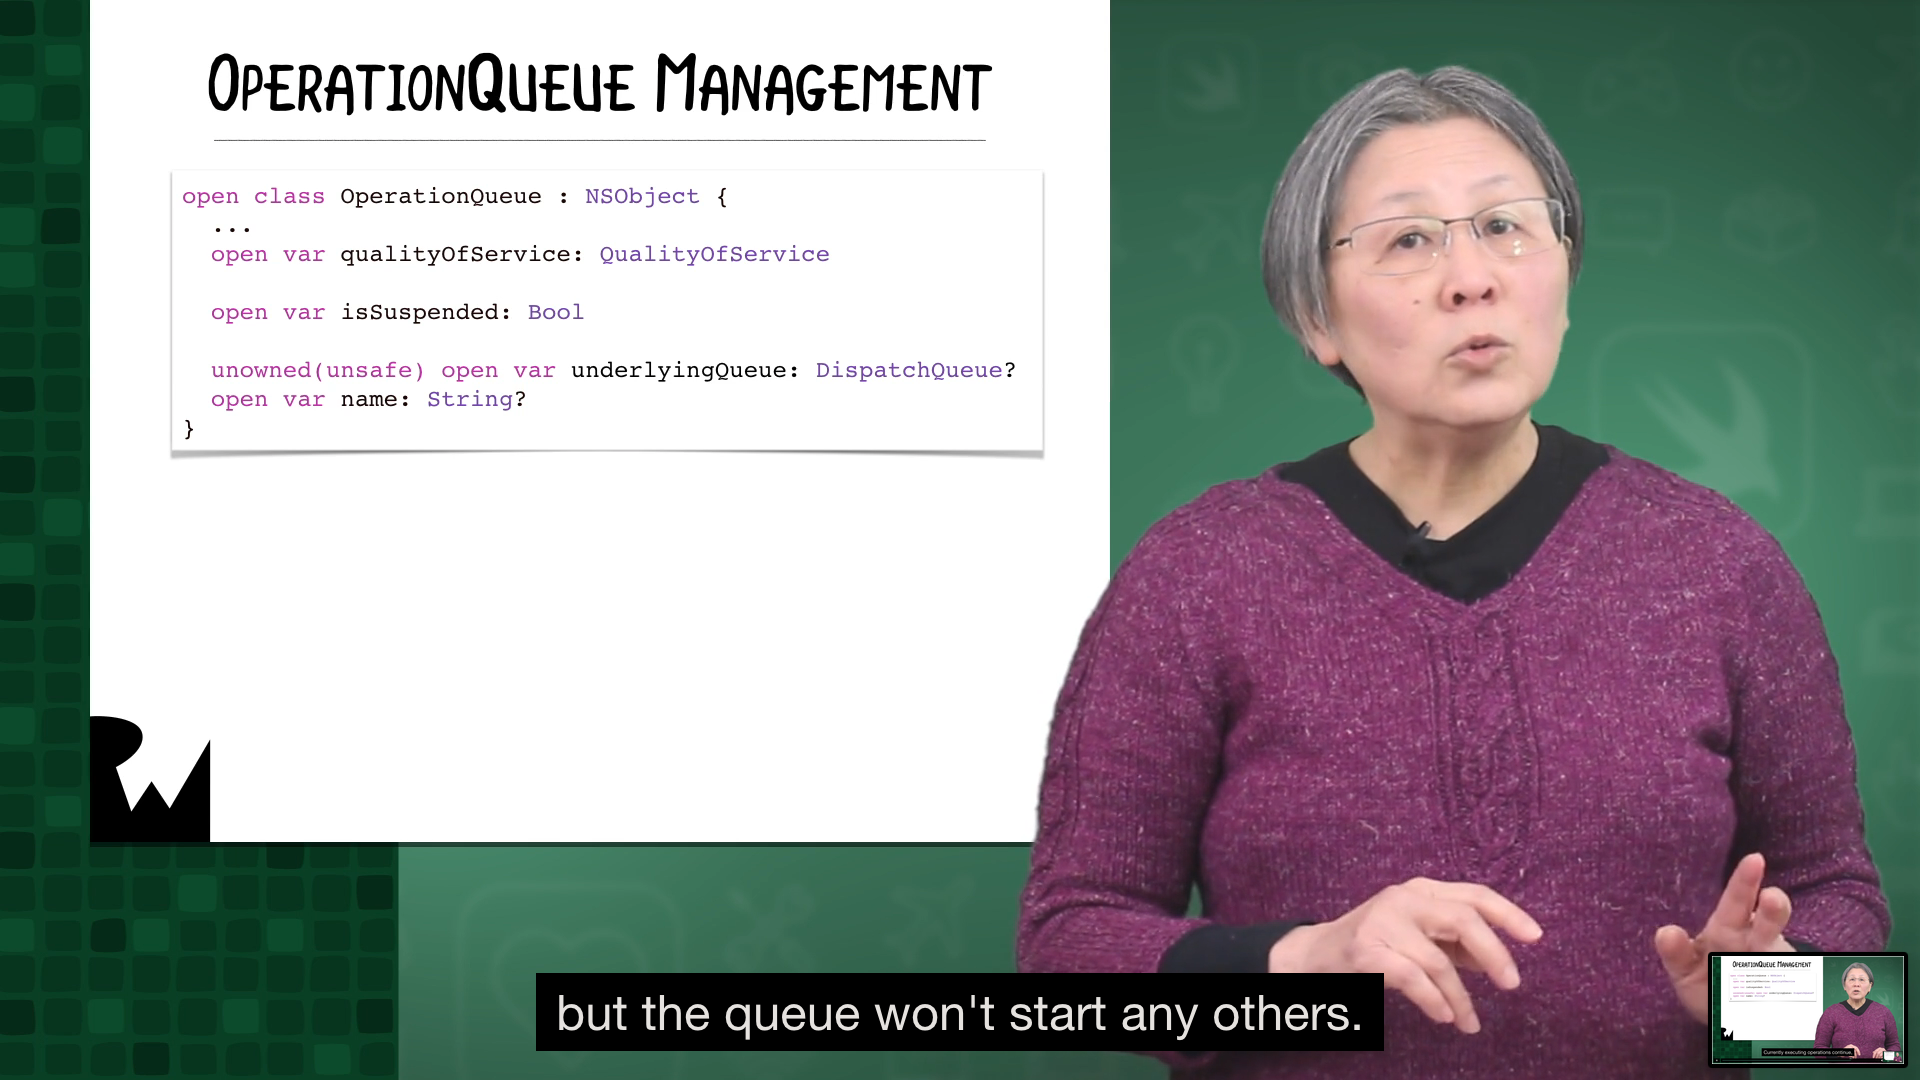 OPERATIONQUEUE MANAGEMENT
open class OperationQueue : NSObject {
...
open var qualityOfService: QualityOfService
open var isSuspended: Bool
unowned(unsafe) open var underlyingQueue: DispatchQueue?
open var name: String?
}
RW
but the queue won't start any others.
OPERATIONQUEUE MANAGEMENT
Currently executing operations continue,